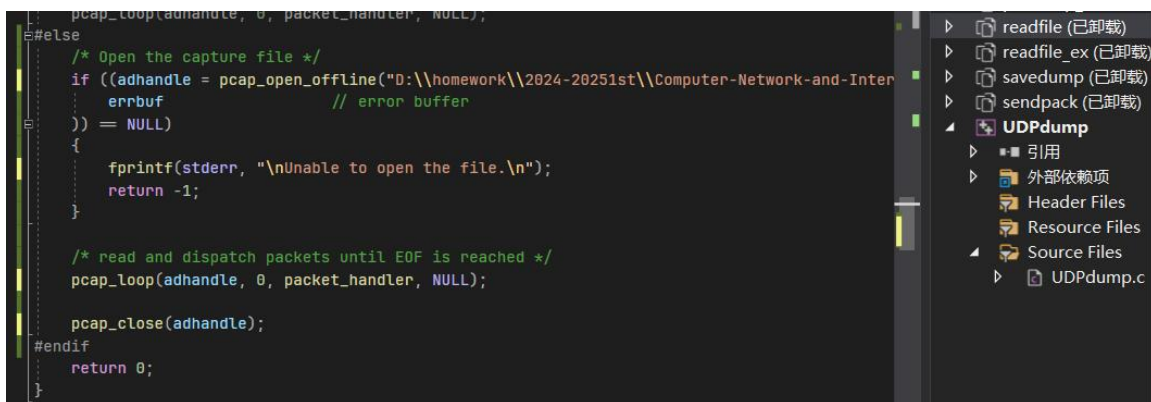 pcap_loop(adhandle, 0, packet_handler, NULL);
#else
/* Open the capture file */
if ((adhandle = pcap_open_offline("D:\\homework\\2024-20251st\\Computer-Network-and-Inter
errbuf // error buffer
)) == NULL)
{
fprintf(stderr, "\nUnable to open the file.\n");
return -1;
}
/* read and dispatch packets until EOF is reached */
pcap_loop(adhandle, 0, packet_handler, NULL);
pcap_close(adhandle);
#endif
return 0;
}
readfile (已卸载)
readfile_ex (已卸载)
savedump (已卸载)
sendpack (已卸载)
UDPdump
引用
外部依赖项
Header Files
Resource Files
Source Files
UDPdump.c